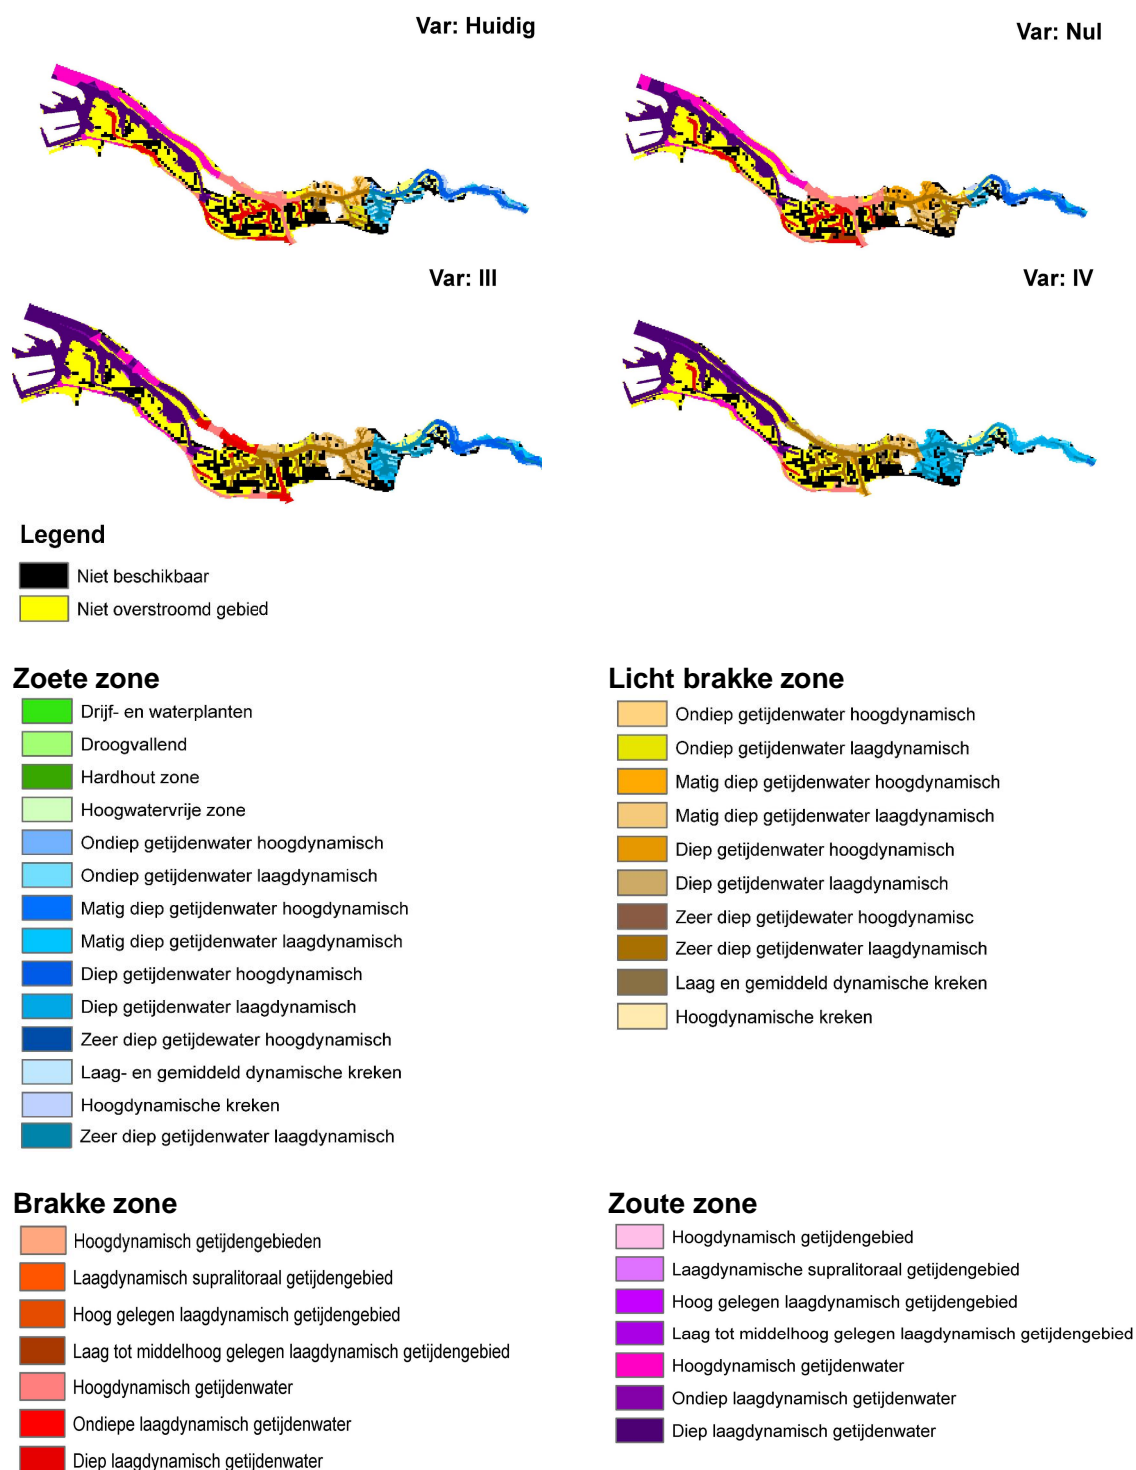 Var: Huidig
Var: Nul
Var: III
Var: IV
Legend
Niet beschikbaar
Niet overstroomd gebied
Zoete zone
Drijf- en waterplanten
Droogvallend
Hardhout zone
Hoogwatervrije zone
Ondiep getijdenwater hoogdynamisch
Ondiep getijdenwater laagdynamisch
Matig diep getijdenwater hoogdynamisch
Matig diep getijdenwater laagdynamisch
Diep getijdenwater hoogdynamisch
Diep getijdenwater laagdynamisch
Zeer diep getijdewater hoogdynamisch
Laag- en gemiddeld dynamische kreken
Hoogdynamische kreken
Zeer diep getijdenwater laagdynamisch
Licht brakke zone
Ondiep getijdenwater hoogdynamisch
Ondiep getijdenwater laagdynamisch
Matig diep getijdenwater hoogdynamisch
Matig diep getijdenwater laagdynamisch
Diep getijdenwater hoogdynamisch
Diep getijdenwater laagdynamisch
Zeer diep getijdewater hoogdynamisc
Zeer diep getijdenwater laagdynamisch
Laag en gemiddeld dynamische kreken
Hoogdynamische kreken
Brakke zone
Hoogdynamisch getijdengebieden
Laagdynamisch supralitoraal getijdengebied
Hoog gelegen laagdynamisch getijdengebied
Laag tot middelhoog gelegen laagdynamisch getijdengebied
Hoogdynamisch getijdenwater
Ondiepe laagdynamisch getijdenwater
Diep laagdynamisch getijdenwater
Zoute zone
Hoogdynamisch getijdengebied
Laagdynamische supralitoraal getijdengebied
Hoog gelegen laagdynamisch getijdengebied
Laag tot middelhoog gelegen laagdynamisch getijdengebied
Hoogdynamisch getijdenwater
Ondiep laagdynamisch getijdenwater
Diep laagdynamisch getijdenwater